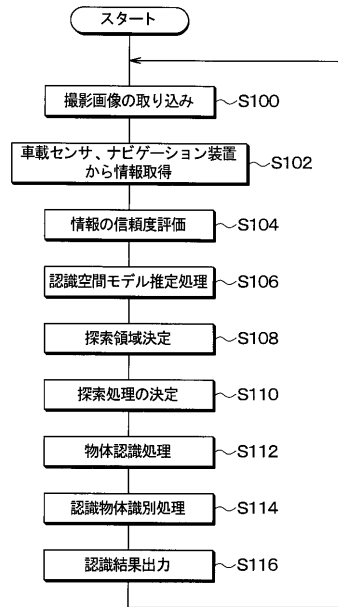 スタート
撮影画像の取り込み
S100
車載センサ、ナビゲーション装置
から情報取得
S102
情報の信頼度評価
S104
認識空間モデル推定処理
S106
探索領域決定
S108
探索処理の決定
S110
物体認識処理
S112
認識物体識別処理
S114
認識結果出力
S116